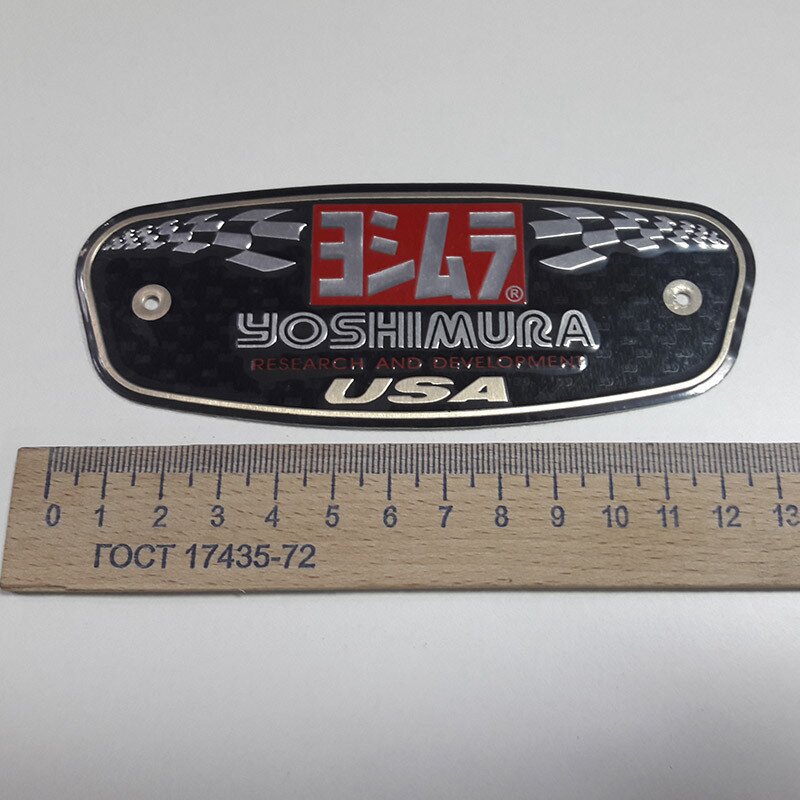 ヨシムラ®
YOSHIMURA
RESEARCH AND DEVELOPMENT
USA
0 1 2 3 4 5 6 7 8 9 10 11 12 13
ГОСТ 17435-72